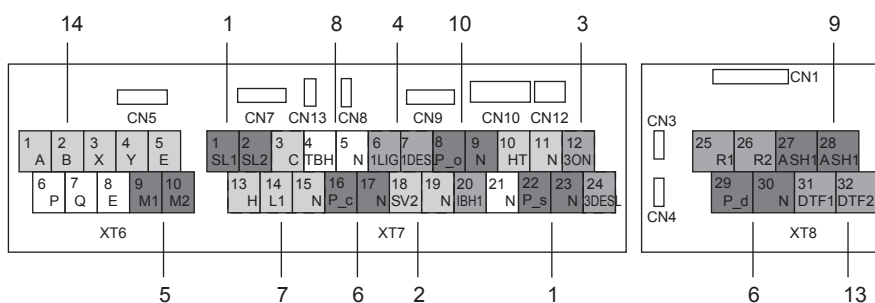 14 1 8 4 10 3 9
CN5 CN7 CN13 CN8 CN9 CN10 CN12 CN1
CN3
1 2 3 4 5 1 2 3 4 5 6 7 8 9 10 11 12 25 26 27 28
A B X Y E SL1 SL2 C TBH N 1LIG 1DES P_o N HT N 3ON R1 R2 ASH1 ASH1
6 7 8 9 10 13 14 15 16 17 18 19 20 21 22 23 24 29 30 31 32
P Q E M1 M2 H L1 N P_c N SV2 N IBH1 N P_s N 3DESL P_d N DTF1 DTF2
CN4
XT6 XT7 XT8
5 7 6 2 1 6 13